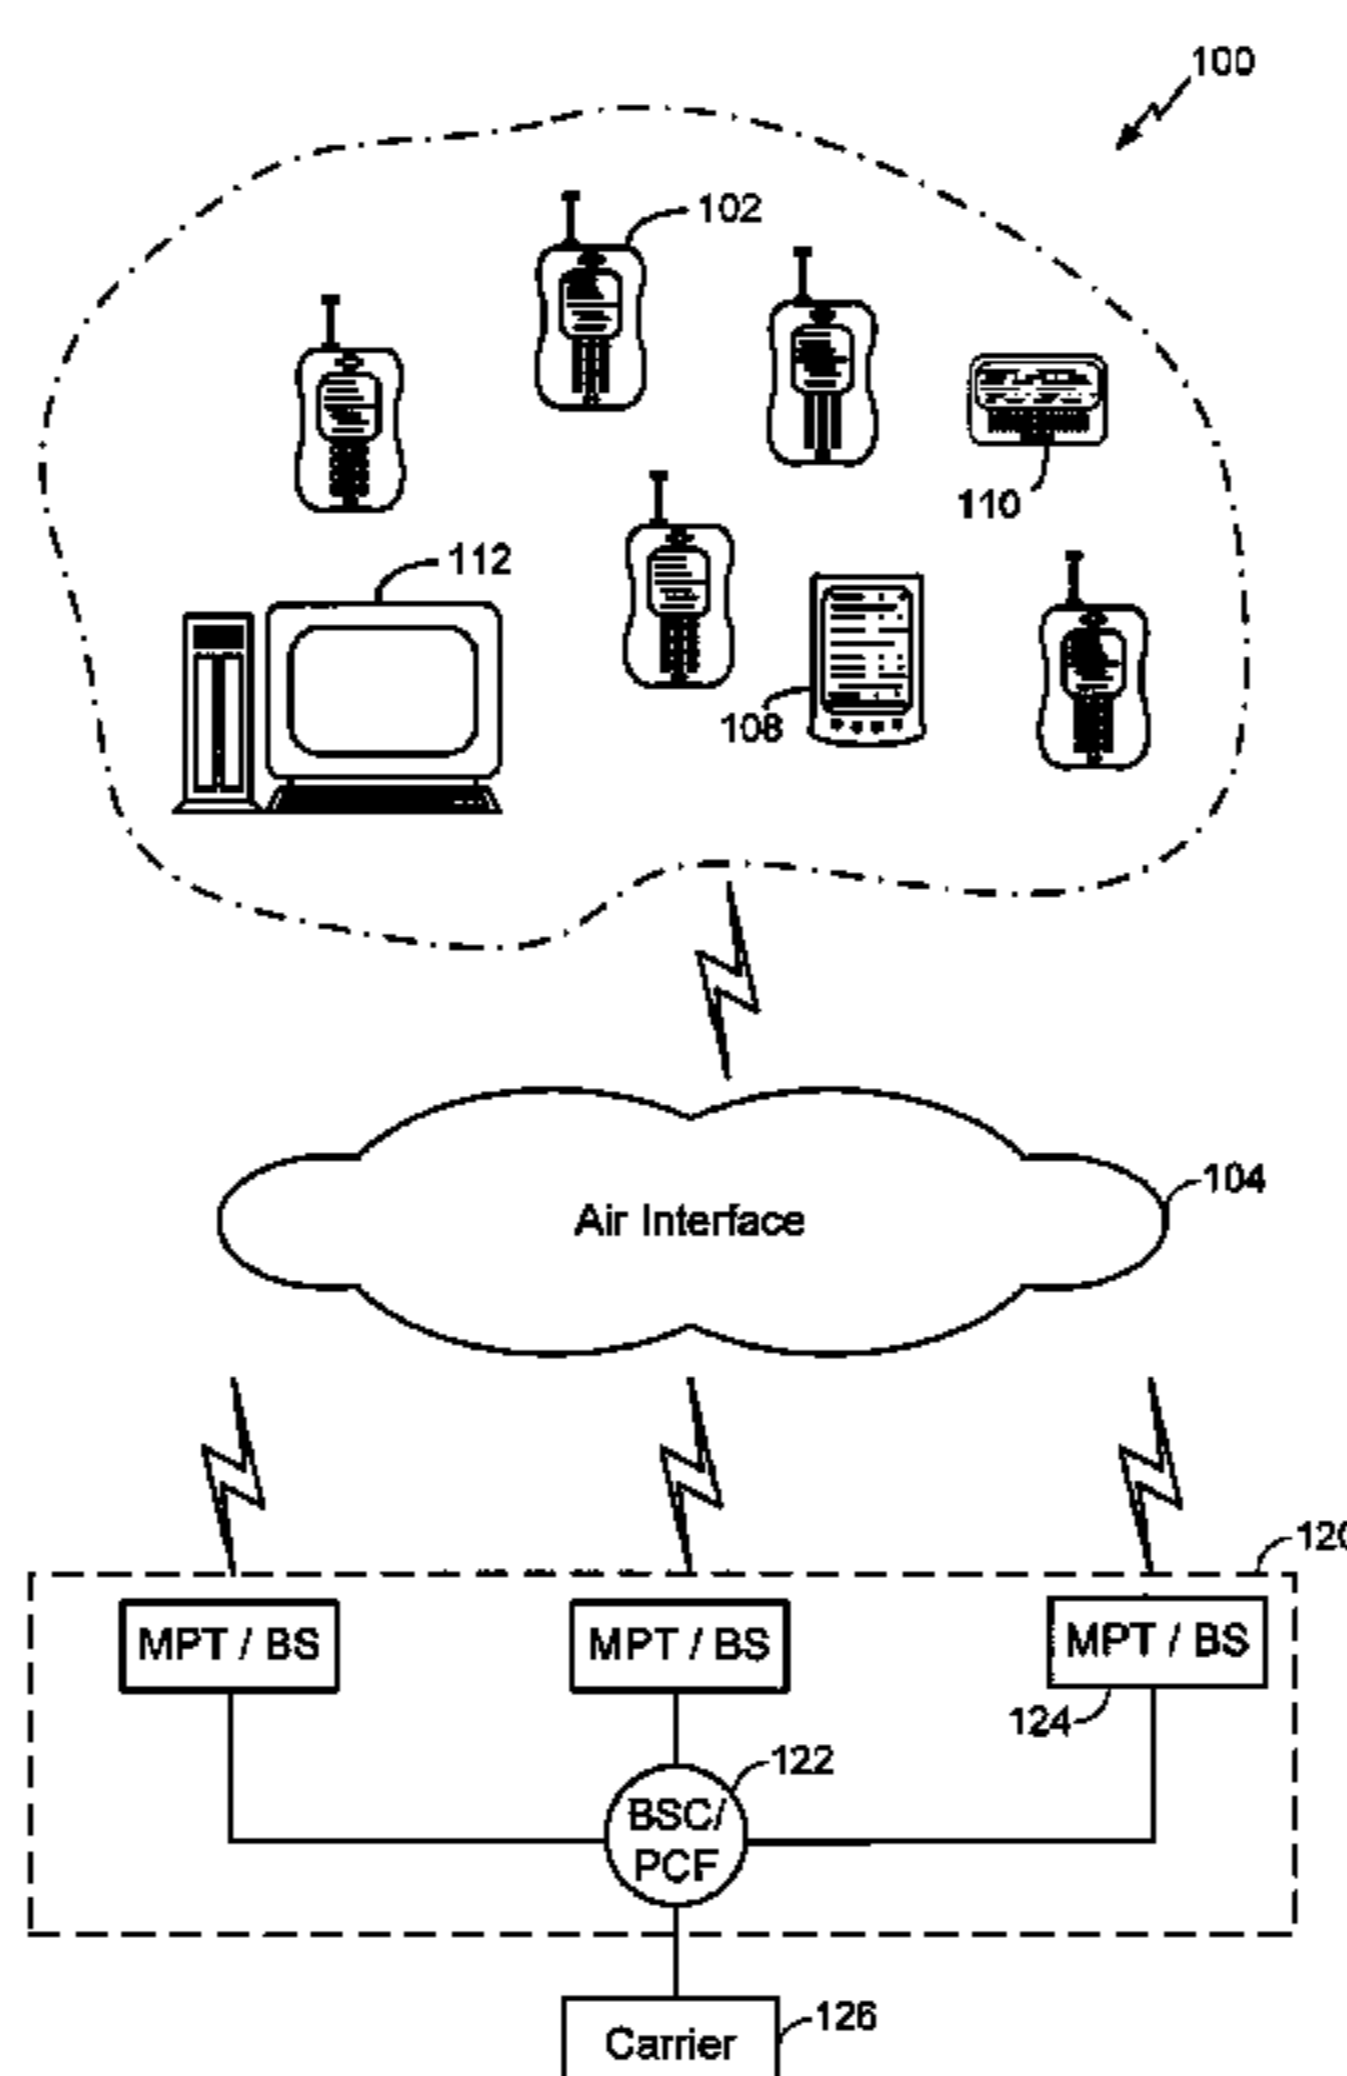 100
102
110
112
108
104
Air Interface
120
MPT / BS
MPT / BS
MPT / BS
124
122
BSC/
PCF
126
Carrier